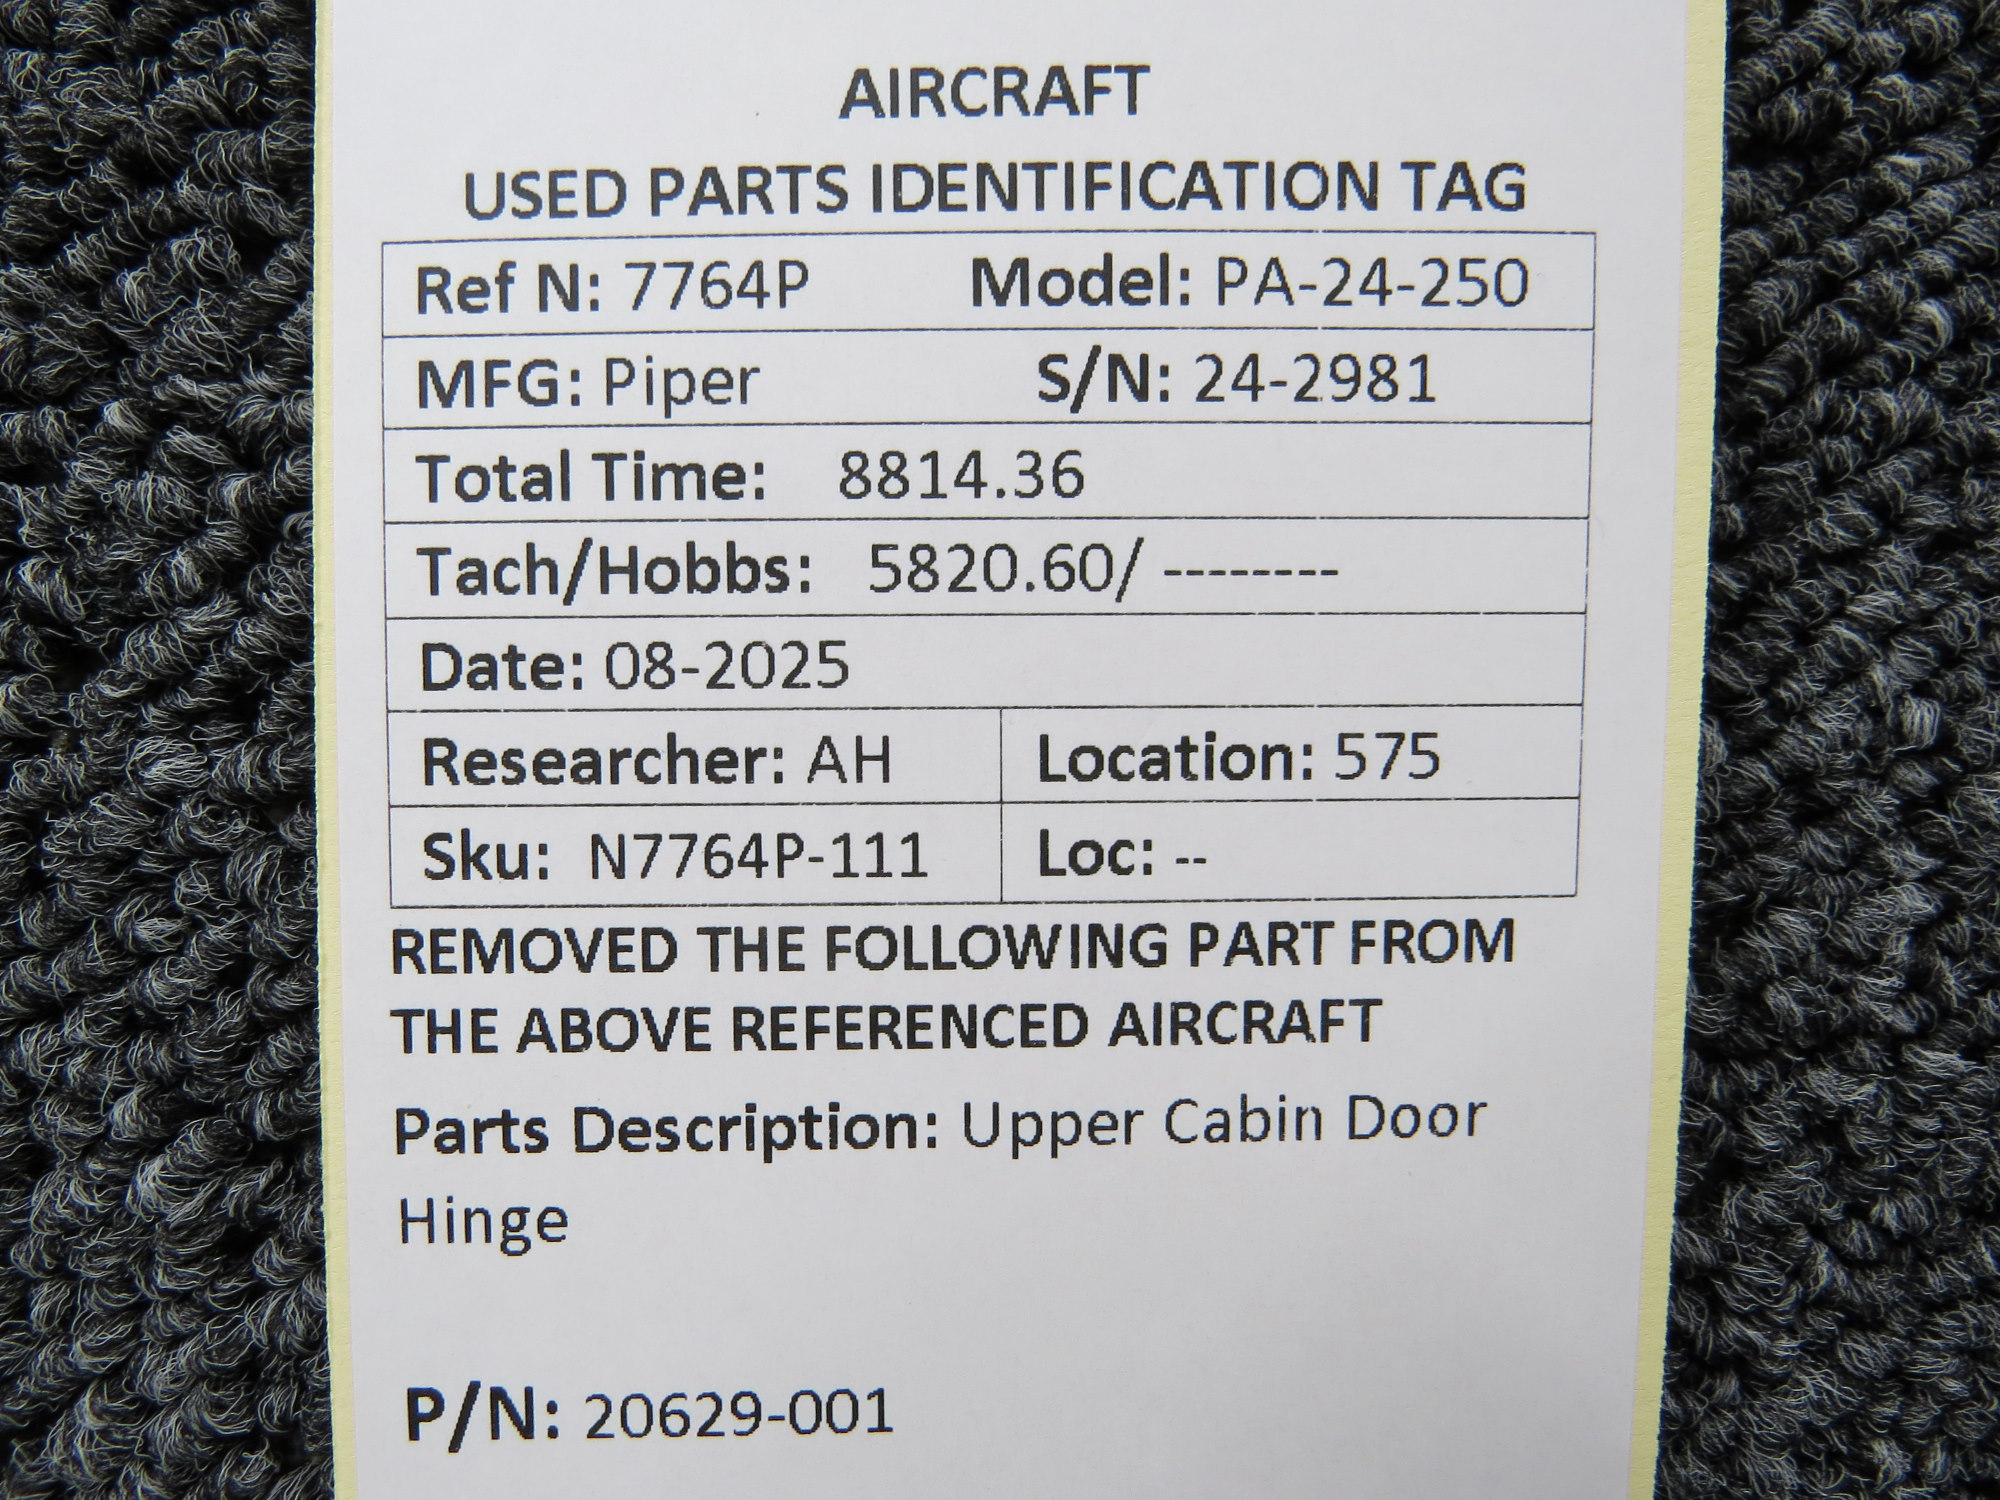 AIRCRAFT
USED PARTS IDENTIFICATION TAG
Ref N: 7764P Model: PA-24-250
MFG: Piper S/N: 24-2981
Total Time: 8814.36
Tach/Hobbs: 5820.60/ --------
Date: 08-2025
Researcher: AH Location: 575
Sku: N7764P-111 Loc: --
REMOVED THE FOLLOWING PART FROM
THE ABOVE REFERENCED AIRCRAFT
Parts Description: Upper Cabin Door
Hinge
P/N: 20629-001